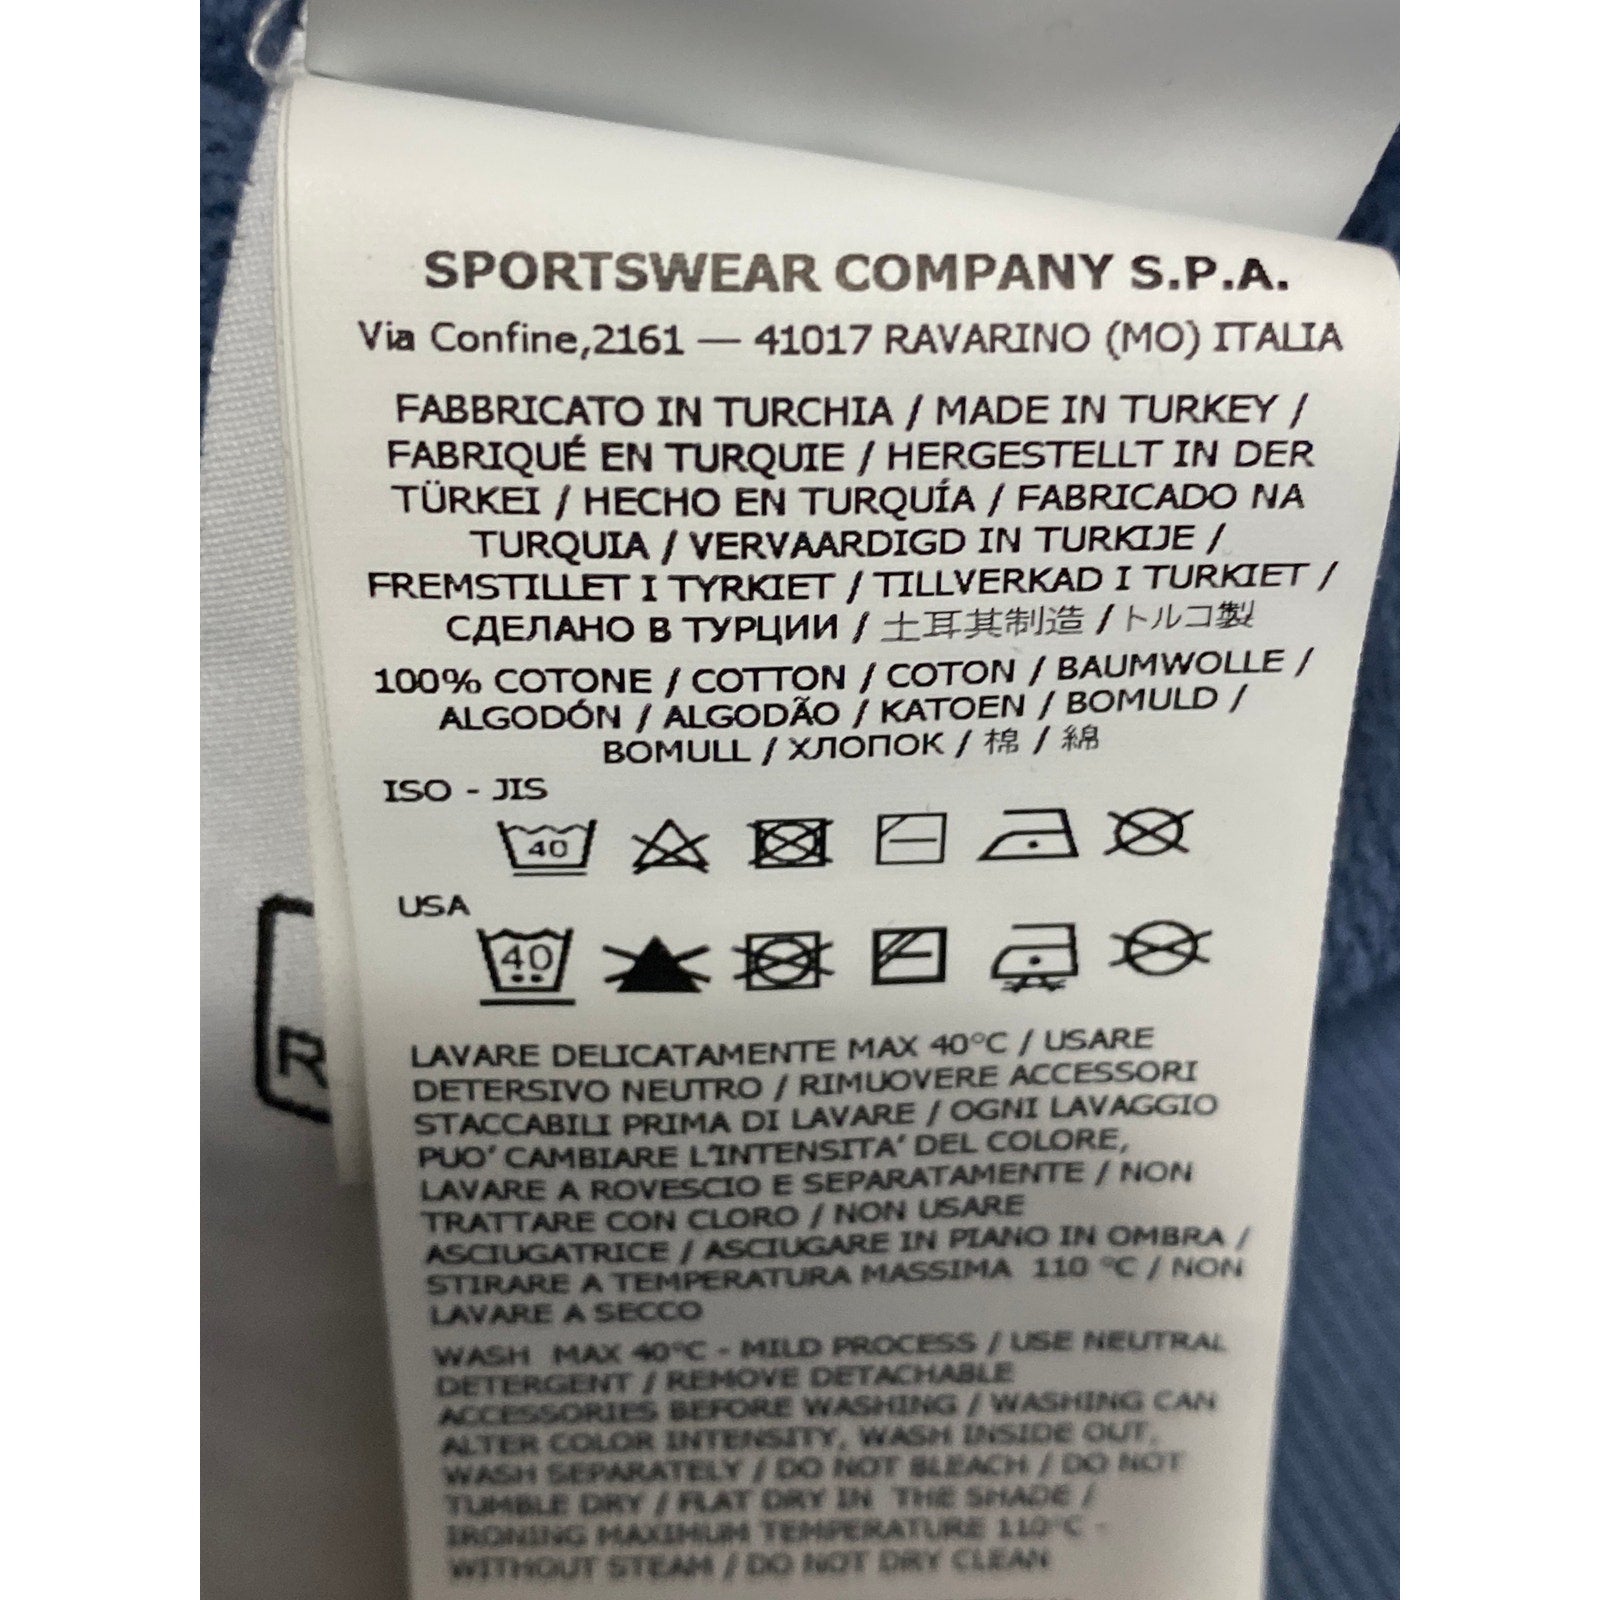 SPORTSWEAR COMPANY S.P.A.
Via Confine,2161 — 41017 RAVARINO (MO) ITALIA
FABBRICATO IN TURCHIA / MADE IN TURKEY /
FABRIQUÉ EN TURQUIE / HERGESTELLT IN DER
TÜRKEI / HECHO EN TURQUÍA / FABRICADO NA
TURQUIA / VERVAARDIGD IN TURKIJE /
FREMSTILLET I TYRKIET / TILLVERKAD I TURKIET /
СДЕЛАНО В ТУРЦИИ / 土耳其制造 / トルコ製
100% COTONE / COTTON / COTON / BAUMWOLLE /
ALGODÓN / ALGODÃO / KATOEN / BOMULD /
BOMULL / ХЛОПОК / 棉 / 綿
ISO - JIS
40
USA
40
R
LAVARE DELICATAMENTE MAX 40°C / USARE
DETERSIVO NEUTRO / RIMUOVERE ACCESSORI
STACCABILI PRIMA DI LAVARE / OGNI LAVAGGIO
PUO' CAMBIARE L'INTENSITA' DEL COLORE,
LAVARE A ROVESCIO E SEPARATAMENTE / NON
TRATTARE CON CLORO / NON USARE
ASCIUGATRICE / ASCIUGARE IN PIANO IN OMBRA /
STIRARE A TEMPERATURA MASSIMA 110 °C / NON
LAVARE A SECCO
WASH MAX 40°C - MILD PROCESS / USE NEUTRAL
DETERGENT / REMOVE DETACHABLE
ACCESSORIES BEFORE WASHING / WASHING CAN
ALTER COLOR INTENSITY, WASH INSIDE OUT,
WASH SEPARATELY / DO NOT BLEACH / DO NOT
TUMBLE DRY / FLAT DRY IN THE SHADE /
IRONING MAXIMUM TEMPERATURE 110°C -
WITHOUT STEAM / DO NOT DRY CLEAN